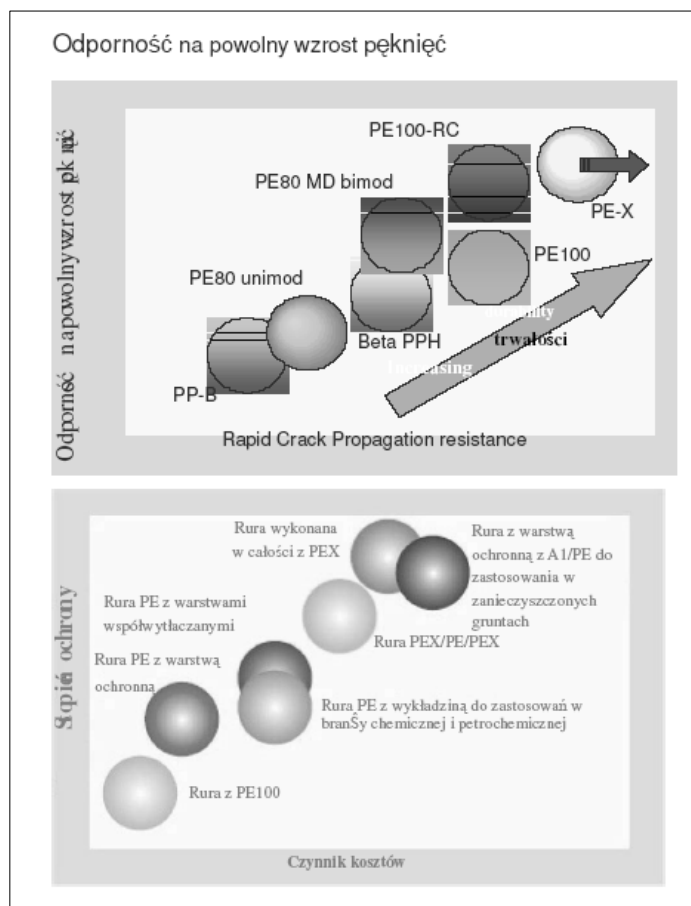 Odporność na powolny wzrost pęknięć
PE100-RC
PE80 MD bimod
PE-X
PE100
PE80 unimod
trwałości
Beta PPH
Increasing
PP-B
Rapid Crack Propagation resistance
Rura wykonana
w całości z PEX
Rura z warstwą
ochronną z A1/PE do
zastosowania w
zanieczyszczonych
gruntach
Rura PE z warstwami
współwytłaczanymi
Rura PEX/PE/PEX
Rura PE z warstwą
ochronną
Rura PE z wykładziną do zastosowań w
branŜy chemicznej i petrochemicznej
Rura z PE100
Czynnik kosztów